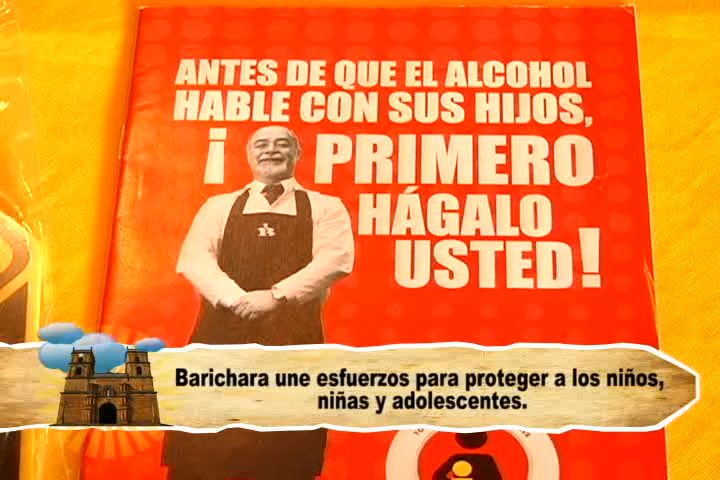 ANTES DE QUE EL ALCOHOL
HABLE CON SUS HIJOS,
¡ PRIMERO
HÁGALO
USTED!
Barichara une esfuerzos para proteger a los niños,
niñas y adolescentes.